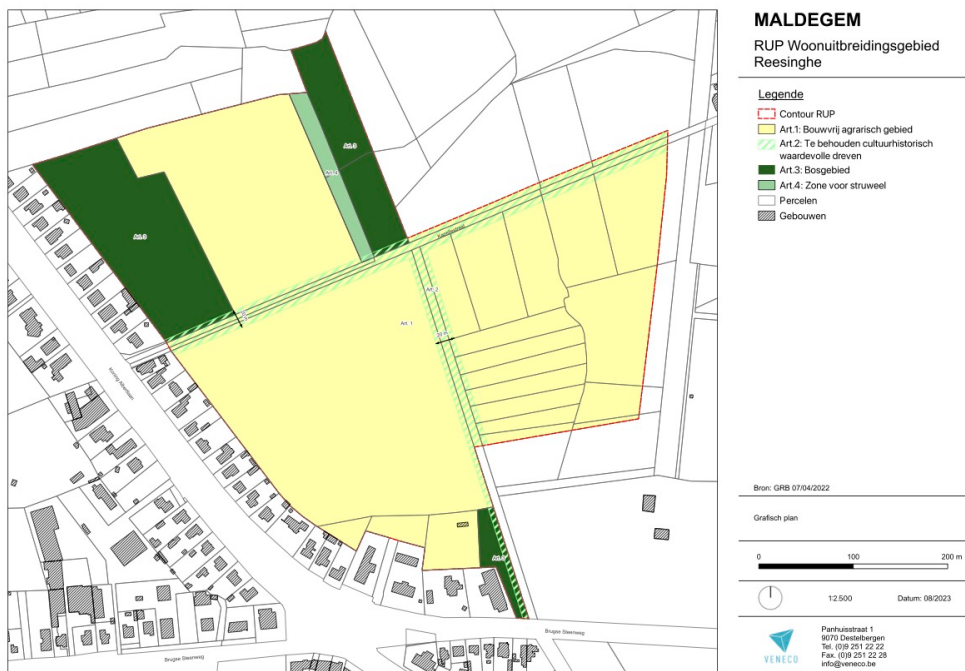 MALDEGEM
RUP Woonuitbreidingsgebied
Reesinghe
Legende
Contour RUP
Art.1: Bouwvrij agrarisch gebied
Art.2: Te behouden cultuurhistorisch
waardevolle dreven
Art.3: Bosgebied
Art.4: Zone voor struweel
Percelen
Gebouwen
Art. 3
Art. 4
Art. 3
Art. 2
Art. 1
Koning Albertlaan
Brugse Steenweg
Brugse Steenweg
Bron: GRB 07/04/2022
Grafisch plan
0 100 200 m
1:2.500 Datum: 08/2023
VENECO
Panhuisstraat 1
9070 Destelbergen
Tel. (0)9 251 22 22
Fax. (0)9 251 22 28
info@veneco.be